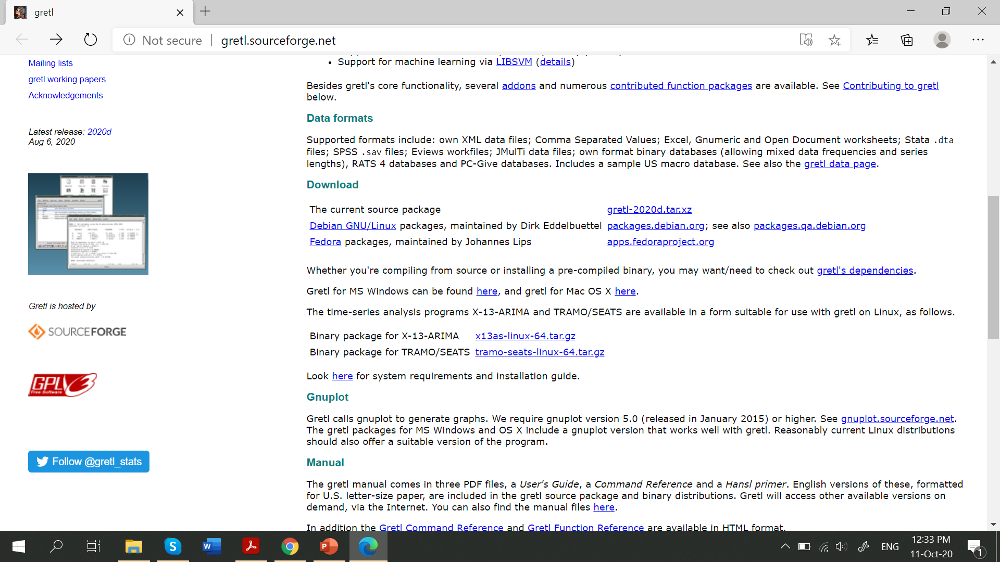 gretl
Not secure
gretl.sourceforge.net
Mailing lists
gretl working papers
Acknowledgements
Latest release: 2020d
Aug 6, 2020
Gretl is hosted by
SOURCEFORGE
GPL v3
Free Software
Follow @gretl_stats
• Support for machine learning via LIBSVM (details)
Besides gretl's core functionality, several addons and numerous contributed function packages are available. See Contributing to gretl
below.
Data formats
Supported formats include: own XML data files; Comma Separated Values; Excel, Gnumeric and Open Document worksheets; Stata .dta
files; SPSS .sav files; Eviews workfiles; JMulTi data files; own format binary databases (allowing mixed data frequencies and series
lengths), RATS 4 databases and PC-Give databases. Includes a sample US macro database. See also the gretl data page.
Download
The current source package gretl-2020d.tar.xz
Debian GNU/Linux packages, maintained by Dirk Eddelbuettel packages.debian.org; see also packages.qa.debian.org
Fedora packages, maintained by Johannes Lips apps.fedoraproject.org
Whether you're compiling from source or installing a pre-compiled binary, you may want/need to check out gretl's dependencies.
Gretl for MS Windows can be found here, and gretl for Mac OS X here.
The time-series analysis programs X-13-ARIMA and TRAMO/SEATS are available in a form suitable for use with gretl on Linux, as follows.
Binary package for X-13-ARIMA x13as-linux-64.tar.gz
Binary package for TRAMO/SEATS tramo-seats-linux-64.tar.gz
Look here for system requirements and installation guide.
Gnuplot
Gretl calls gnuplot to generate graphs. We require gnuplot version 5.0 (released in January 2015) or higher. See gnuplot.sourceforge.net.
The gretl packages for MS Windows and OS X include a gnuplot version that works well with gretl. Reasonably current Linux distributions
should also offer a suitable version of the program.
Manual
The gretl manual comes in three PDF files, a User's Guide, a Command Reference and a Hansl primer. English versions of these, formatted
for U.S. letter-size paper, are included in the gretl source package and binary distributions. Gretl will access other available versions on
demand, via the Internet. You can also find the manual files here.
In addition the Gretl Command Reference and Gretl Function Reference are available in HTML format.
ENG
12:33 PM
11-Oct-20
1